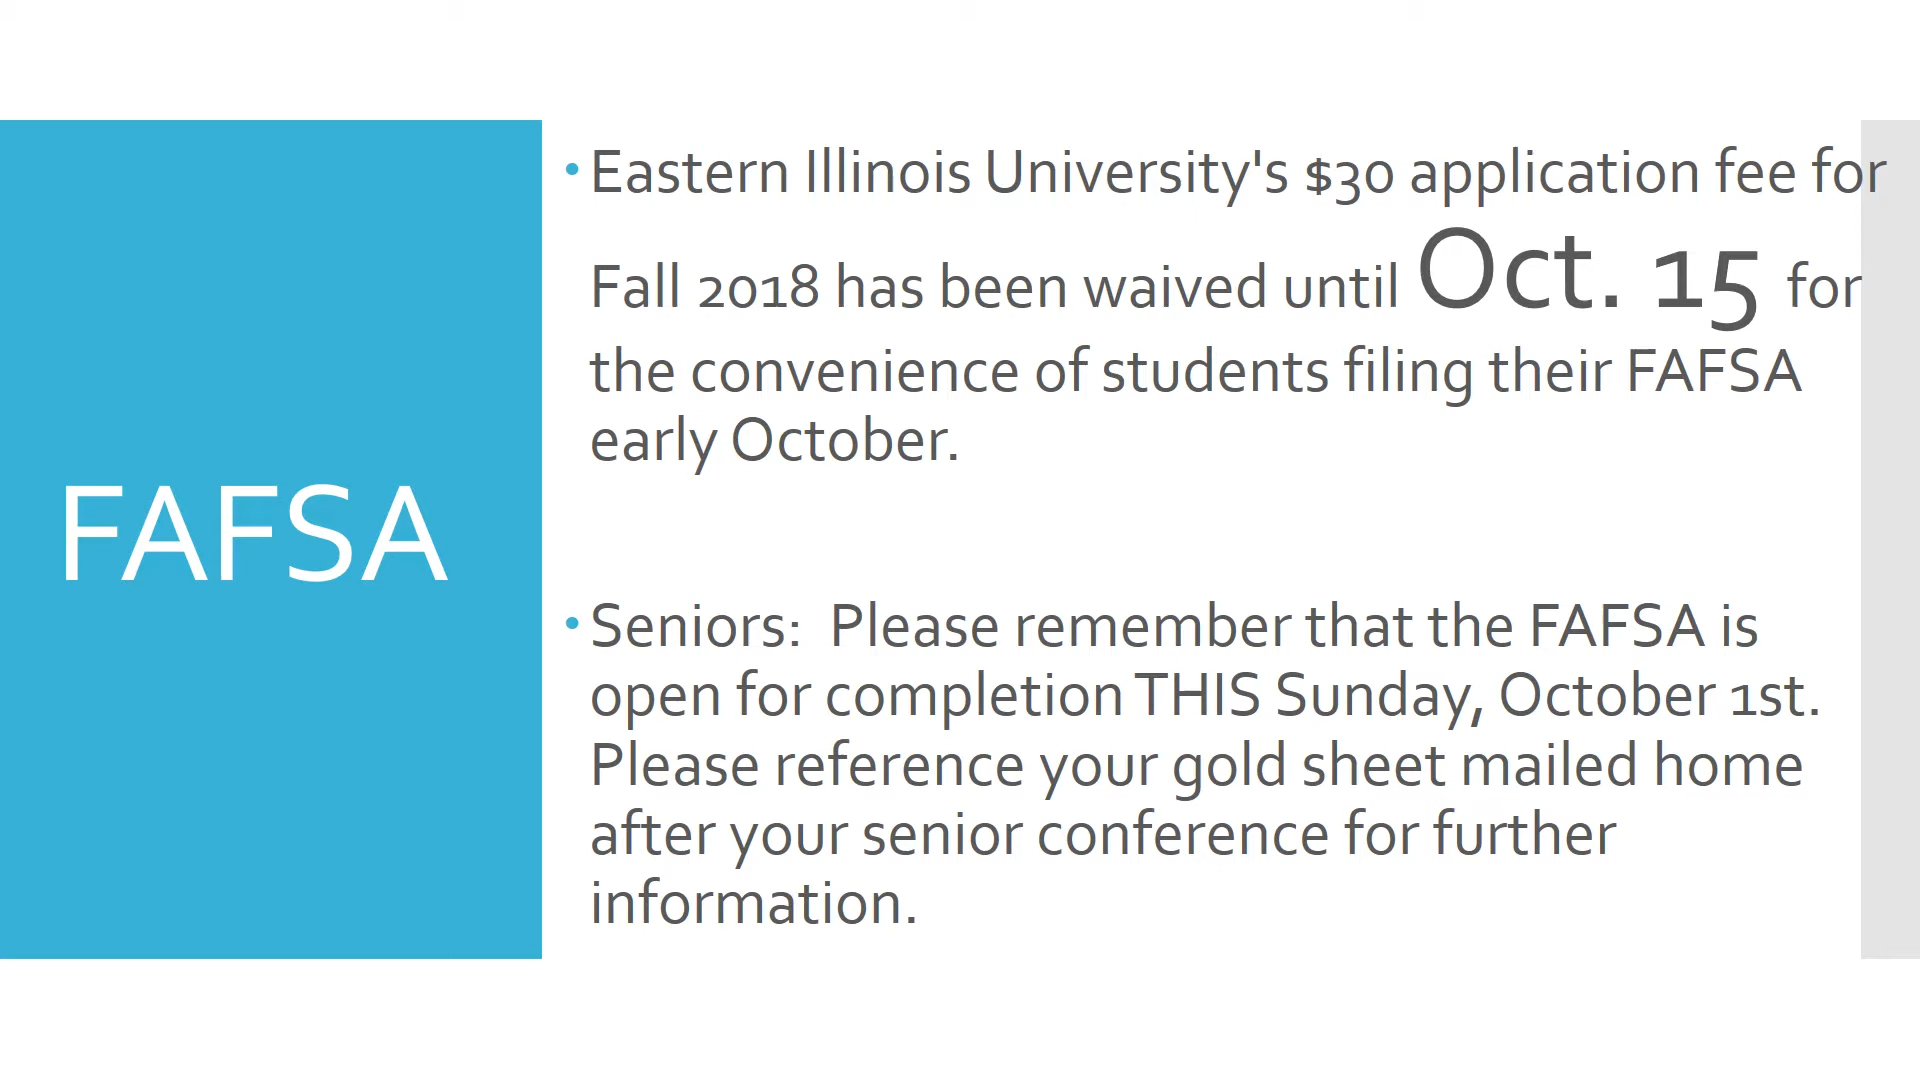 FAFSA
• Eastern Illinois University's $30 application fee for
Fall 2018 has been waived until Oct. 15 for
the convenience of students filing their FAFSA
early October.
• Seniors:  Please remember that the FAFSA is
open for completion THIS Sunday, October 1st.
Please reference your gold sheet mailed home
after your senior conference for further
information.